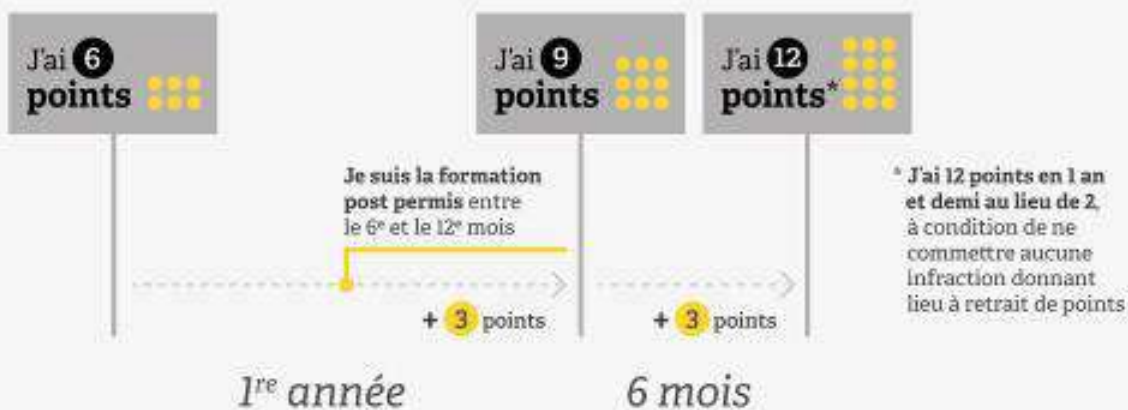 J'ai 6
points
J'ai 9
points
J'ai 12
points*
Je suis la formation
post permis entre
le 6e et le 12e mois
* J'ai 12 points en 1 an
et demi au lieu de 2,
à condition de ne
commettre aucune
infraction donnant
lieu à retrait de points
+ 3 points
+ 3 points
1re année
6 mois